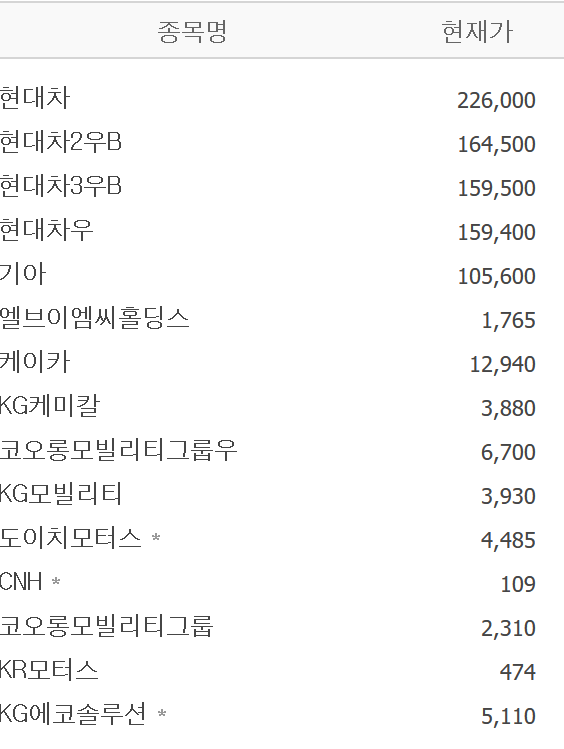 종목명 현재가
현대차 226,000
현대차2우B 164,500
현대차3우B 159,500
현대차우 159,400
기아 105,600
엘브이엠씨홀딩스 1,765
케이카 12,940
KG케미칼 3,880
코오롱모빌리티그룹우 6,700
KG모빌리티 3,930
도이치모터스 * 4,485
CNH * 109
코오롱모빌리티그룹 2,310
KR모터스 474
KG에코솔루션 * 5,110